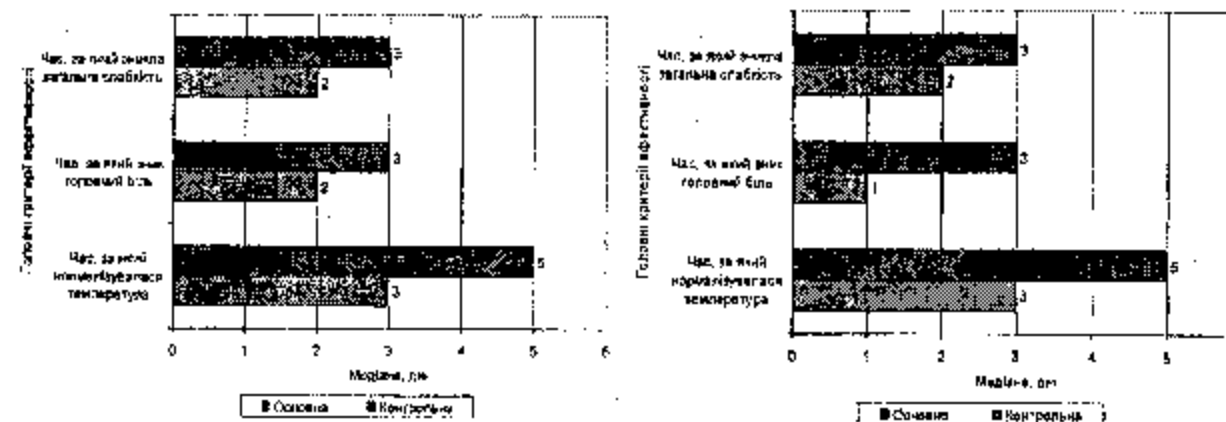 Головні критерії ефективності
Час, за який зникла
загальна слабкість
3
2
Час, за який зник
головний біль
3
2
Час, за який
нормалізувалася
температура
5
3
0 1 2 3 4 5 6
Медіана, дні
Основна Контрольна
Головні критерії ефективності
Час, за який зникла
загальна слабкість
3
2
Час, за який зник
головний біль
3
1
Час, за який
нормалізувалася
температура
5
3
0 1 2 3 4 5
Медіана, дні
Основна Контрольна